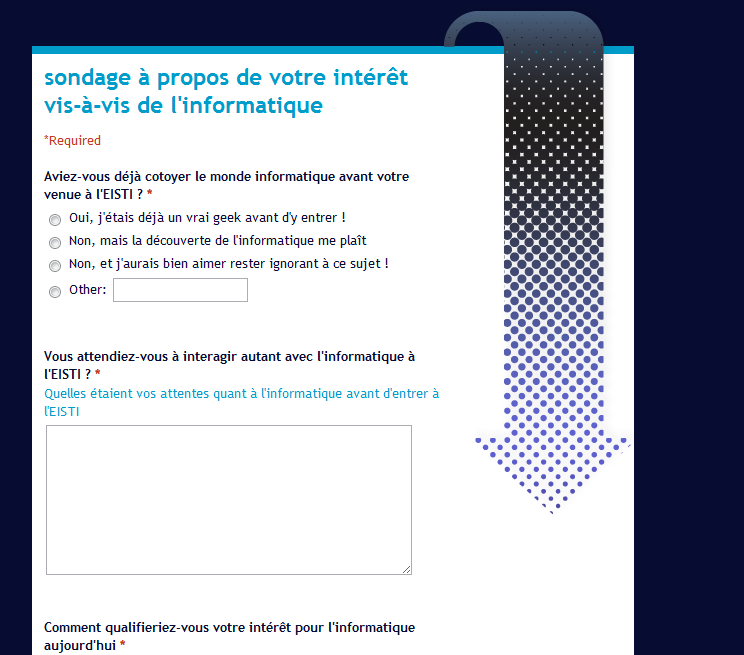 sondage à propos de votre intérêt
vis-à-vis de l'informatique
*Required
Aviez-vous déjà cotoyer le monde informatique avant votre
venue à l'EISTI ? *
Oui, j'étais déjà un vrai geek avant d'y entrer !
Non, mais la découverte de l'informatique me plaît
Non, et j'aurais bien aimer rester ignorant à ce sujet !
Other:
Vous attendiez-vous à interagir autant avec l'informatique à
l'EISTI ? *
Quelles étaient vos attentes quant à l'informatique avant d'entrer à
l'EISTI
Comment qualifieriez-vous votre intérêt pour l'informatique
aujourd'hui *